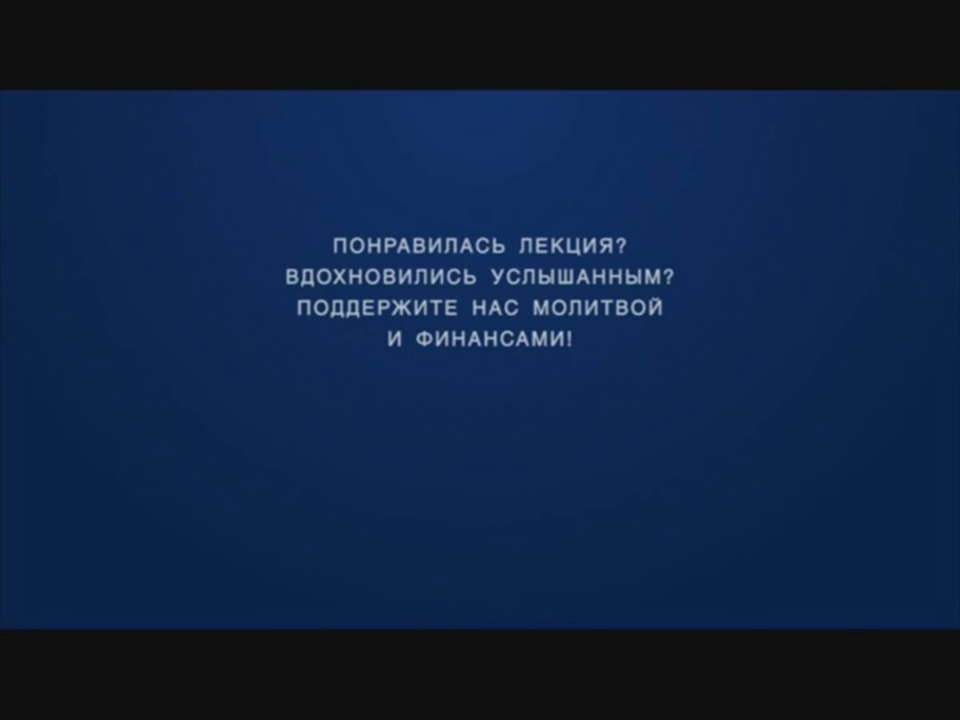 ПОНРАВИЛАСЬ ЛЕКЦИЯ?
ВДОХНОВИЛИСЬ УСЛЫШАННЫМ?
ПОДДЕРЖИТЕ НАС МОЛИТВОЙ
И ФИНАНСАМИ!